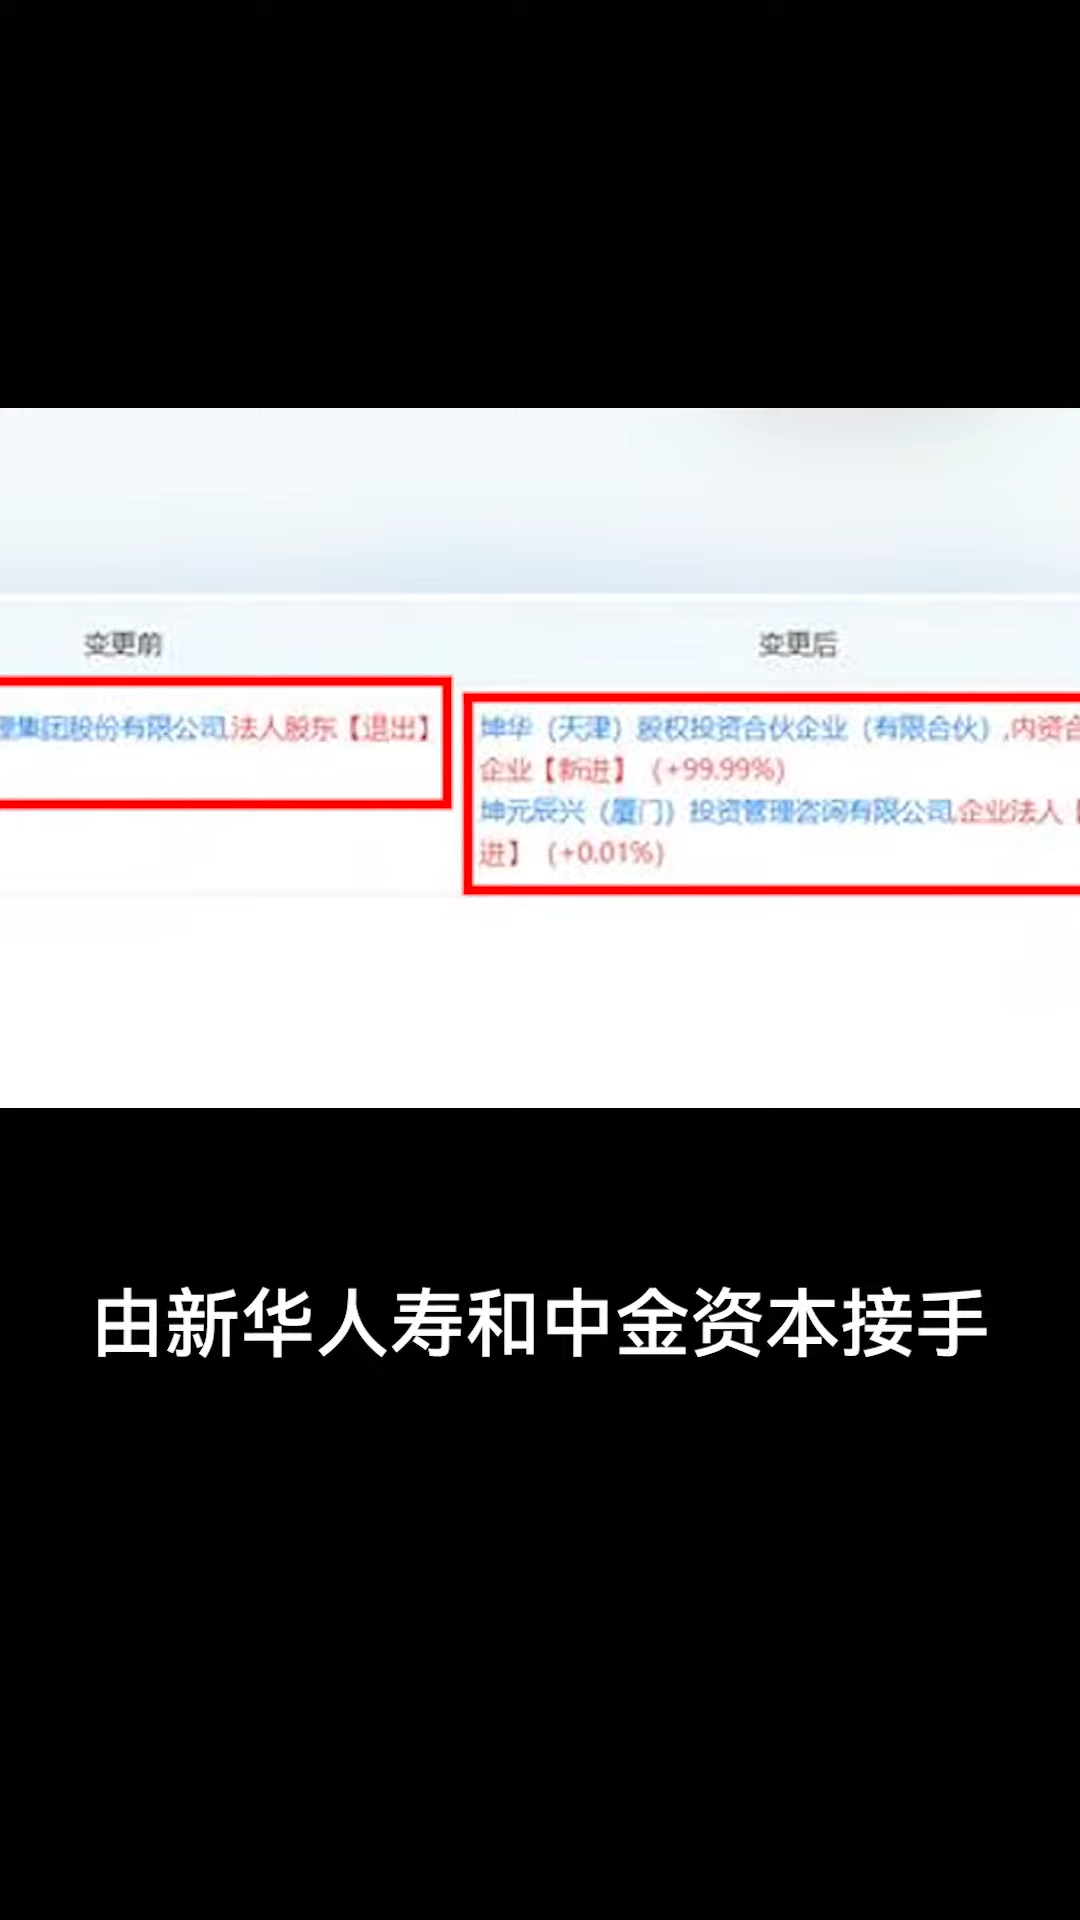 变更前
变更后
理集团股份有限公司,法人股东【退出】
坤华（天津）股权投资合伙企业（有限合伙）,内资合
企业【新进】（+99.99%）
坤元辰兴（厦门）投资管理咨询有限公司,企业法人【
进】（+0.01%）
由新华人寿和中金资本接手